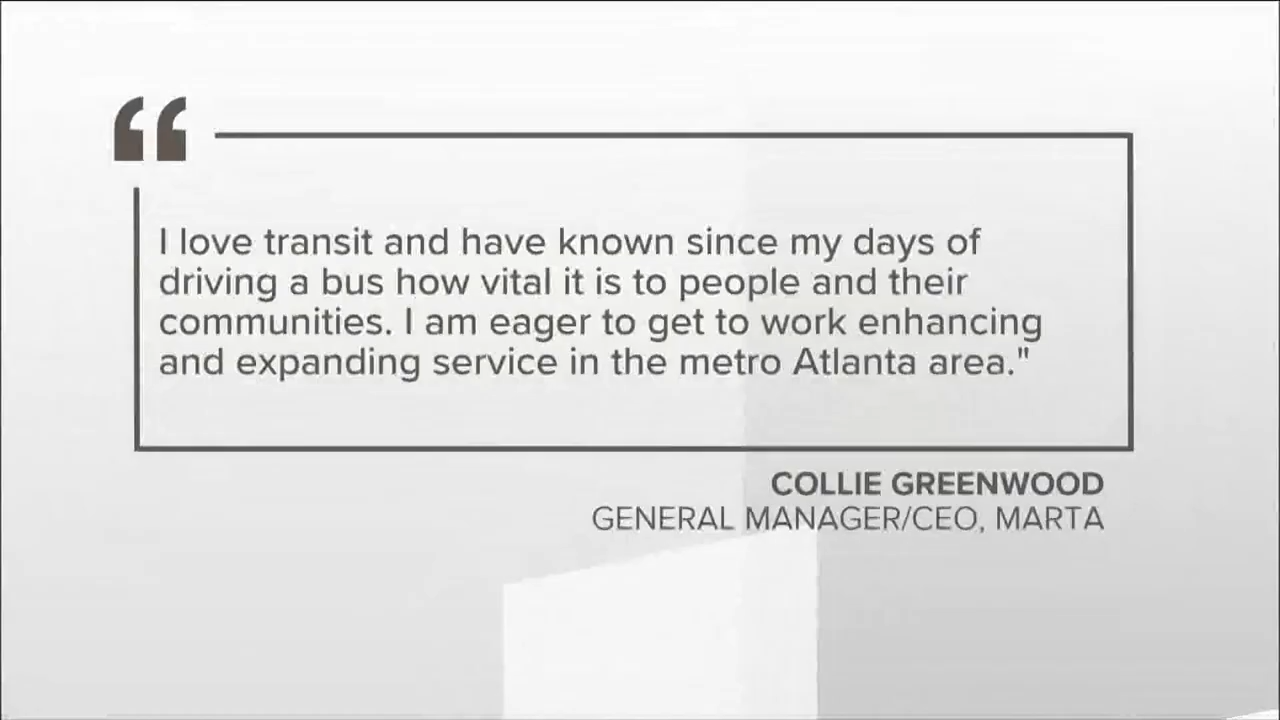 “
I love transit and have known since my days of
driving a bus how vital it is to people and their
communities. I am eager to get to work enhancing
and expanding service in the metro Atlanta area."
COLLIE GREENWOOD
GENERAL MANAGER/CEO, MARTA